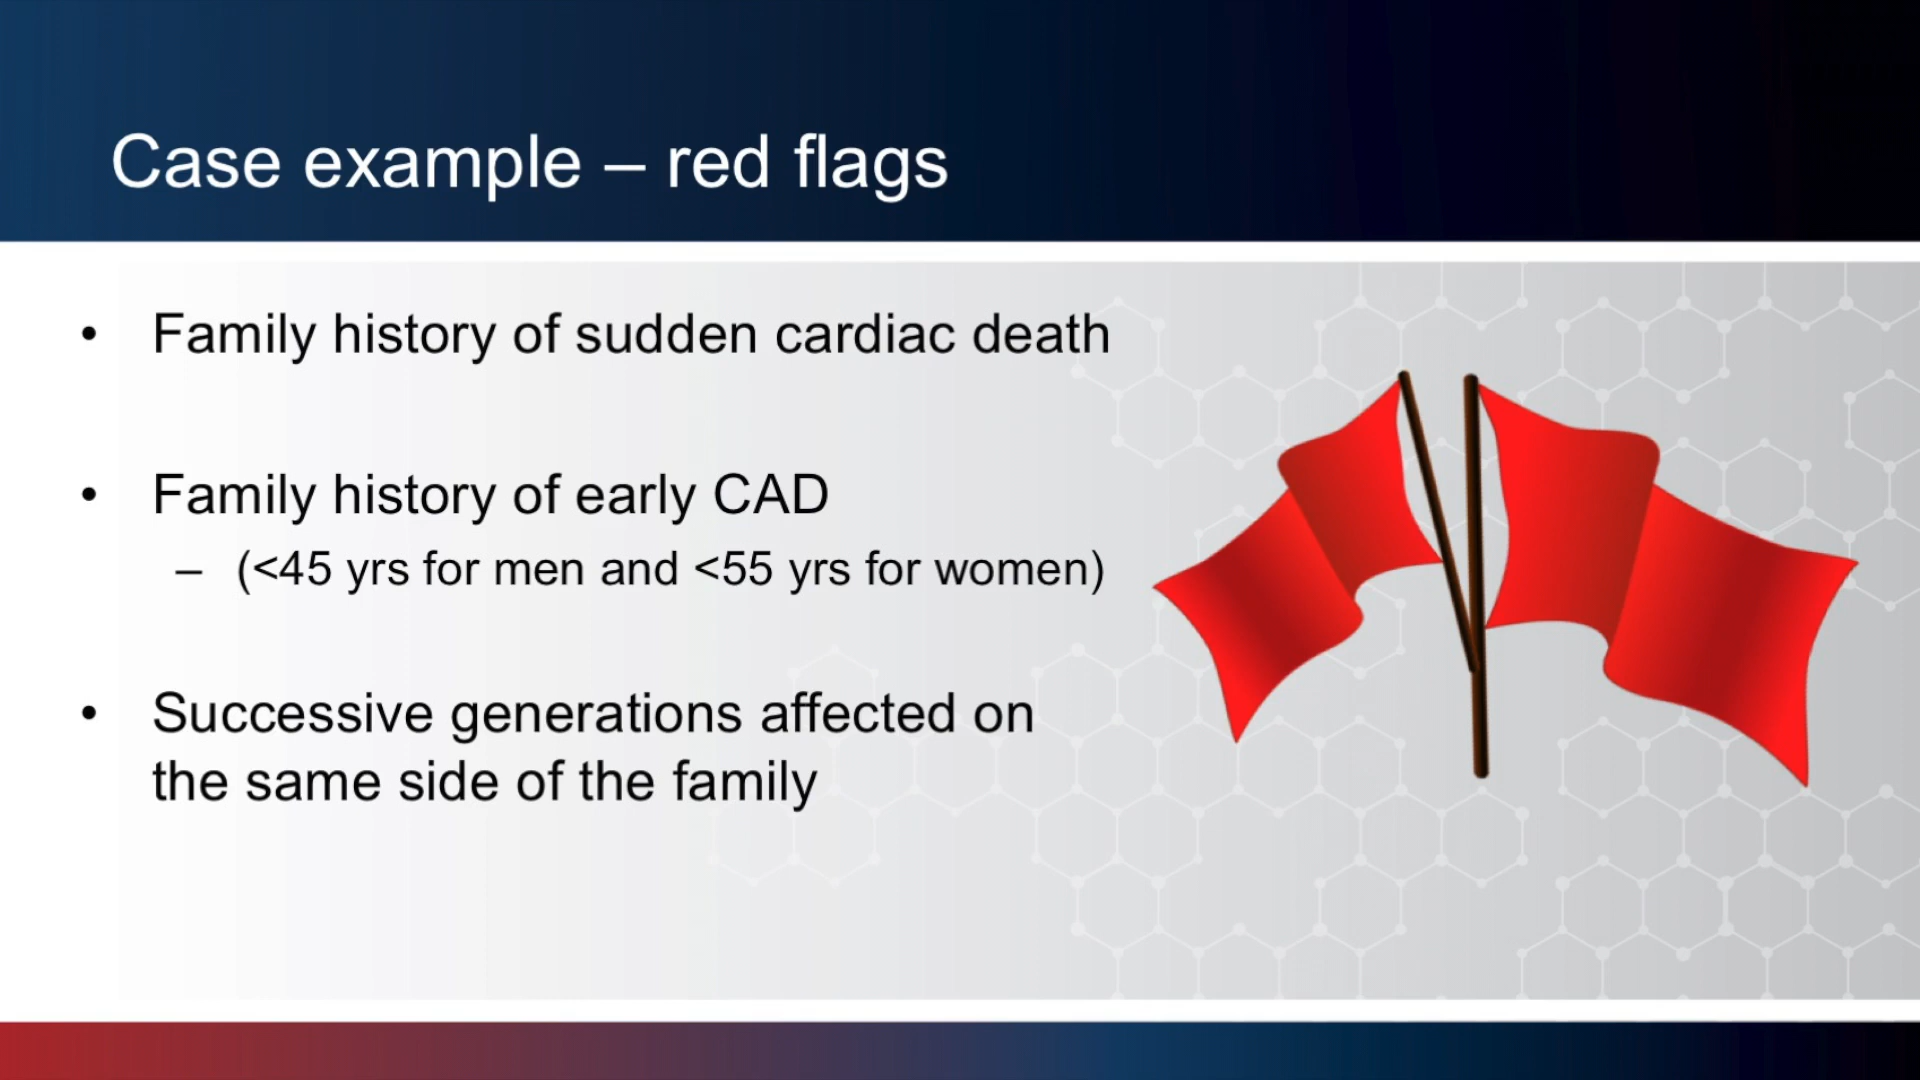 Case example – red flags
• Family history of sudden cardiac death
• Family history of early CAD
– (<45 yrs for men and <55 yrs for women)
• Successive generations affected on
the same side of the family